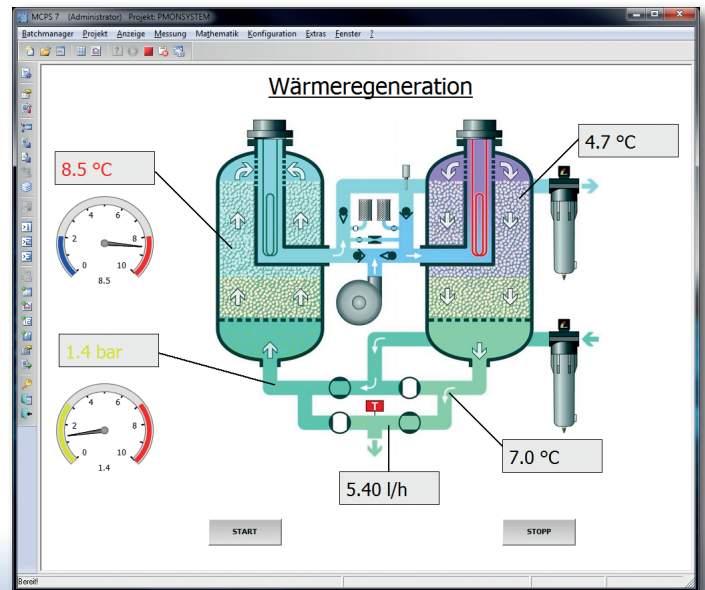 MCPS 7 (Administrator) Projekt: PMONSYSTEM
Batchmanager Projekt Anzeige Messung Mathematik Konfiguration Extras Fenster ?
Wärmeregeneration
8.5 °C
4.7 °C
2 4 6 8
0 10
8.5
1.4 bar
2 4 6 8
0 10
1.4
T
7.0 °C
5.40 l/h
START
STOPP
Bereit!